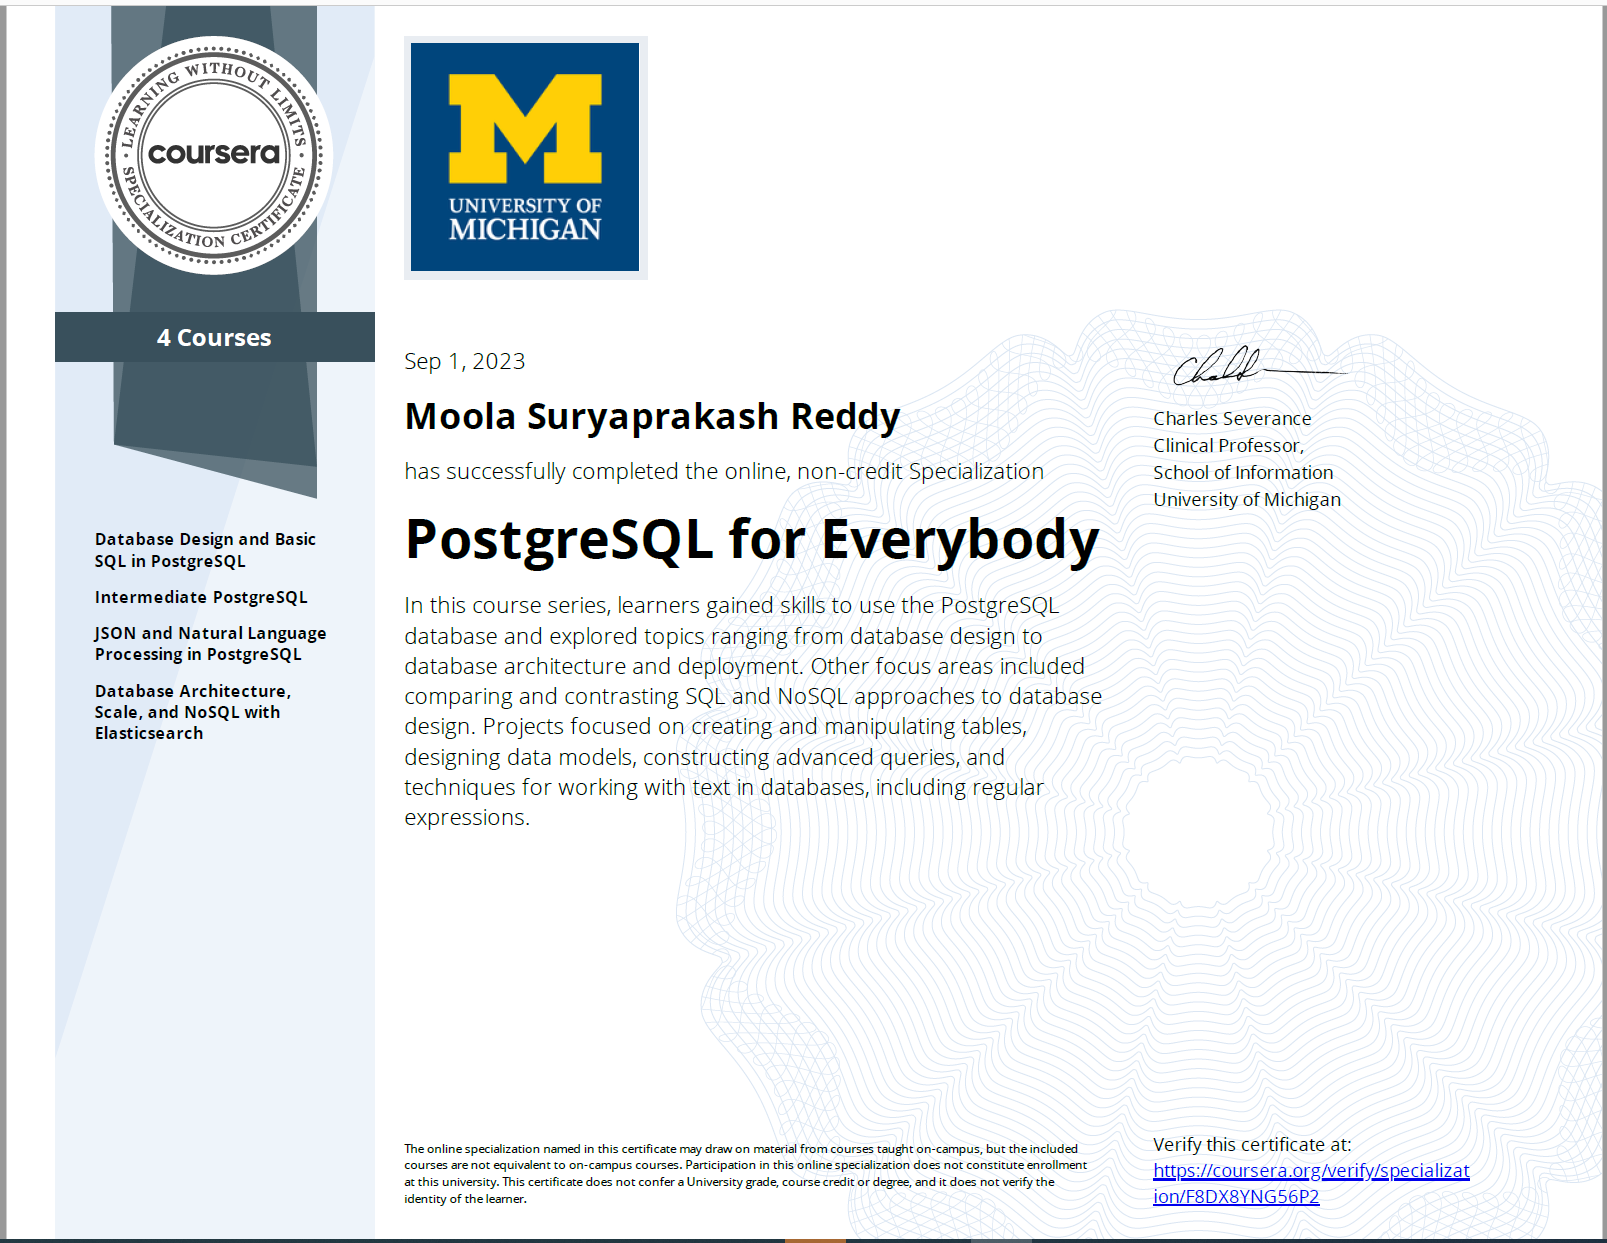 LEARNING WITHOUT LIMITS
coursera
SPECIALIZATION CERTIFICATE
4 Courses
Database Design and Basic
SQL in PostgreSQL
Intermediate PostgreSQL
JSON and Natural Language
Processing in PostgreSQL
Database Architecture,
Scale, and NoSQL with
Elasticsearch
M
UNIVERSITY OF
MICHIGAN
Sep 1, 2023
Moola Suryaprakash Reddy
has successfully completed the online, non-credit Specialization
PostgreSQL for Everybody
In this course series, learners gained skills to use the PostgreSQL
database and explored topics ranging from database design to
database architecture and deployment. Other focus areas included
comparing and contrasting SQL and NoSQL approaches to database
design. Projects focused on creating and manipulating tables,
designing data models, constructing advanced queries, and
techniques for working with text in databases, including regular
expressions.
Charles Severance
Clinical Professor,
School of Information
University of Michigan
The online specialization named in this certificate may draw on material from courses taught on-campus, but the included
courses are not equivalent to on-campus courses. Participation in this online specialization does not constitute enrollment
at this university. This certificate does not confer a University grade, course credit or degree, and it does not verify the
identity of the learner.
Verify this certificate at:
https://coursera.org/verify/specializat
ion/F8DX8YNG56P2